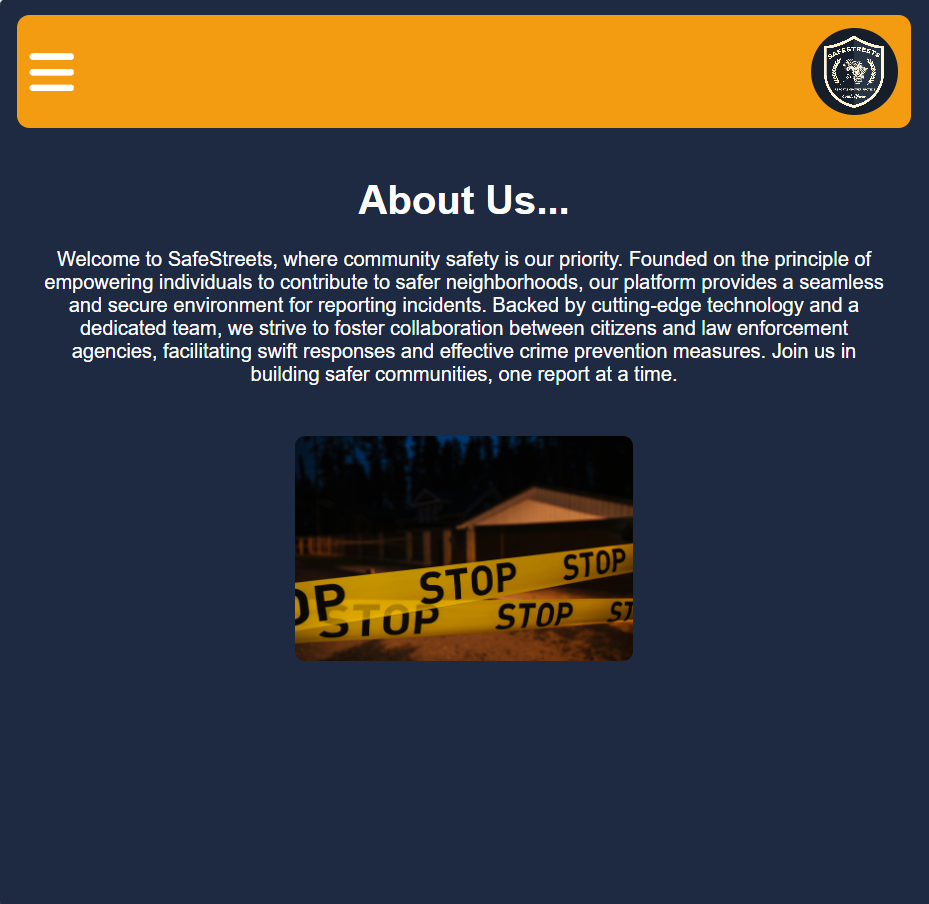 SAFESTREETS
About Us...
Welcome to SafeStreets, where community safety is our priority. Founded on the principle of
empowering individuals to contribute to safer neighborhoods, our platform provides a seamless
and secure environment for reporting incidents. Backed by cutting-edge technology and a
dedicated team, we strive to foster collaboration between citizens and law enforcement
agencies, facilitating swift responses and effective crime prevention measures. Join us in
building safer communities, one report at a time.
STOP STOP
OP STOP STOP ST